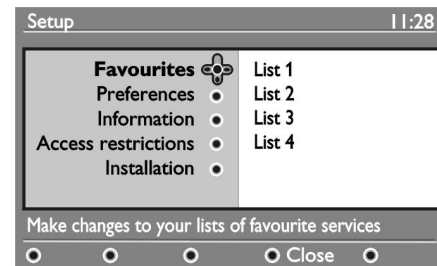 Setup 11:28
Favourites List 1
Preferences List 2
Information List 3
Access restrictions List 4
Installation
Make changes to your lists of favourite services
Close